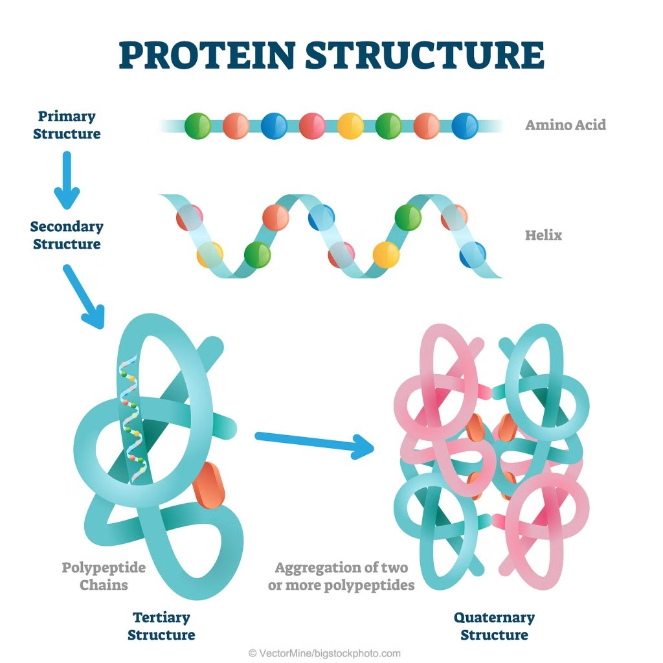 PROTEIN STRUCTURE
Primary
Structure
Amino Acid
Secondary
Structure
Helix
Polypeptide
Chains
Aggregation of two
or more polypeptides
Tertiary
Structure
Quaternary
Structure
© VectorMine/bigstockphoto.com